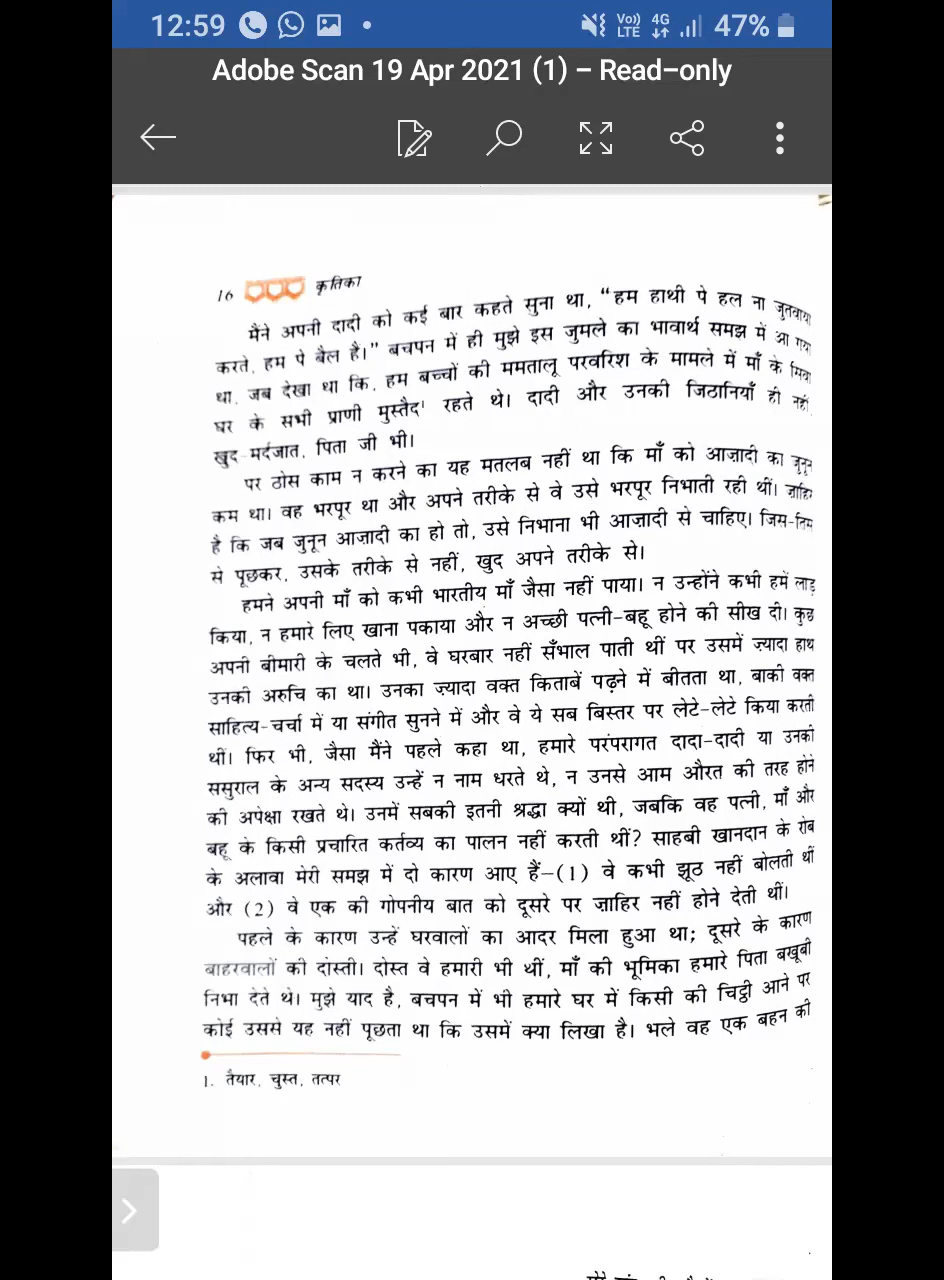 12:59 Vo)) LTE 4G 47%
Adobe Scan 19 Apr 2021 (1) – Read-only
16 कृतिका
मैंने अपनी दादी को कई बार कहते सुना था, “हम हाथी पे हल ना जुतवाया
करते, हम पे बैल हैं।” बचपन में ही मुझे इस जुमले का भावार्थ समझ में आ गया
था, जब देखा था कि, हम बच्चों की ममतालू परवरिश के मामले में माँ के सिवा
घर के सभी प्राणी मुस्तैद¹ रहते थे। दादी और उनकी जिठानियाँ ही नहीं,
खुद-मर्दजात, पिता जी भी।
पर ठोस काम न करने का यह मतलब नहीं था कि माँ को आज़ादी का जुनून
कम था। वह भरपूर था और अपने तरीके से वे उसे भरपूर निभाती रही थीं। ज़ाहिर
है कि जब जुनून आज़ादी का हो तो, उसे निभाना भी आज़ादी से चाहिए। जिस-तिस
से पूछकर, उसके तरीके से नहीं, खुद अपने तरीके से।
हमने अपनी माँ को कभी भारतीय माँ जैसा नहीं पाया। न उन्होंने कभी हमें लाड़
किया, न हमारे लिए खाना पकाया और न अच्छी पत्नी-बहू होने की सीख दी। कुछ
अपनी बीमारी के चलते भी, वे घरबार नहीं सँभाल पाती थीं पर उसमें ज़्यादा हाथ
उनकी अरुचि का था। उनका ज़्यादा वक्त किताबें पढ़ने में बीतता था, बाकी वक्त
साहित्य-चर्चा में या संगीत सुनने में और वे ये सब बिस्तर पर लेटे-लेटे किया करती
थीं। फिर भी, जैसा मैंने पहले कहा था, हमारे परंपरागत दादा-दादी या उनकी
ससुराल के अन्य सदस्य उन्हें न नाम धरते थे, न उनसे आम औरत की तरह होने
की अपेक्षा रखते थे। उनमें सबकी इतनी श्रद्धा क्यों थी, जबकि वह पत्नी, माँ और
बहू के किसी प्रचारित कर्तव्य का पालन नहीं करती थीं? साहबी खानदान के रोब
के अलावा मेरी समझ में दो कारण आए हैं–(1) वे कभी झूठ नहीं बोलती थीं
और (2) वे एक की गोपनीय बात को दूसरे पर ज़ाहिर नहीं होने देती थीं।
पहले के कारण उन्हें घरवालों का आदर मिला हुआ था; दूसरे के कारण
बाहरवालों की दोस्ती। दोस्त वे हमारी भी थीं, माँ की भूमिका हमारे पिता बखूबी
निभा देते थे। मुझे याद है, बचपन में भी हमारे घर में किसी की चिट्ठी आने पर
कोई उससे यह नहीं पूछता था कि उसमें क्या लिखा है। भले वह एक बहन की
1. तैयार, चुस्त, तत्पर